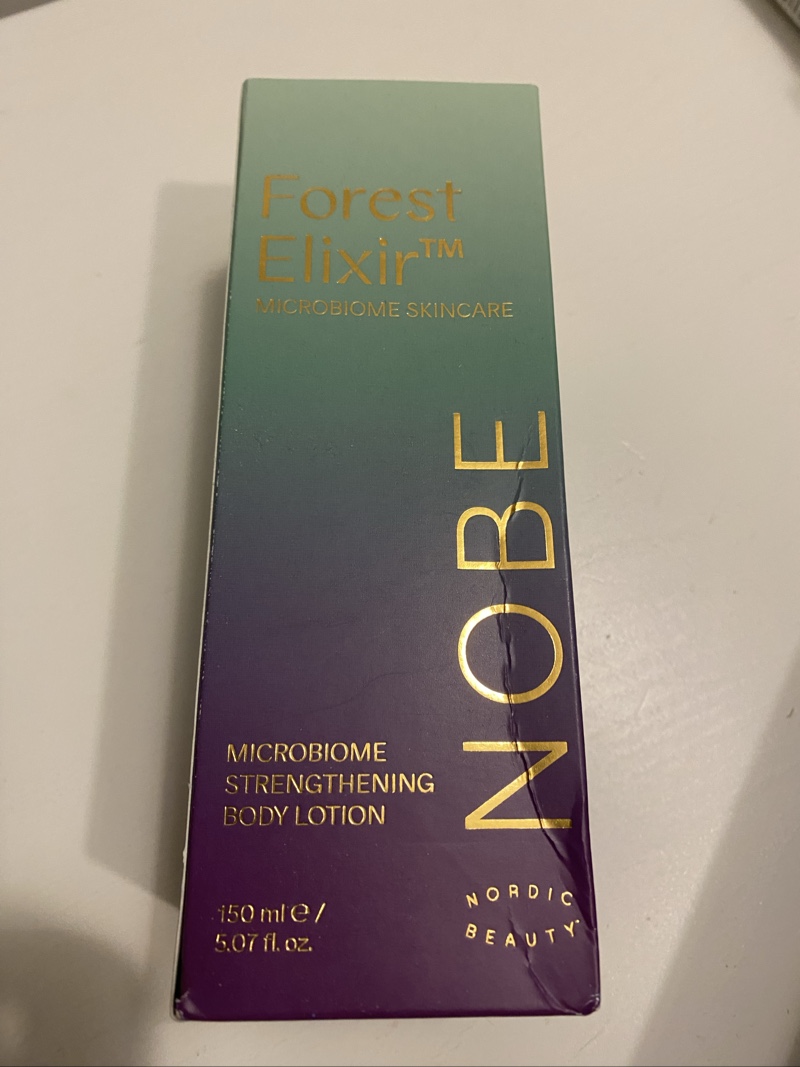 Forest
Elixir™
MICROBIOME SKINCARE
NOBE
MICROBIOME
STRENGTHENING
BODY LOTION
150 ml ℮ /
5.07 fl. oz.
NORDIC
BEAUTY